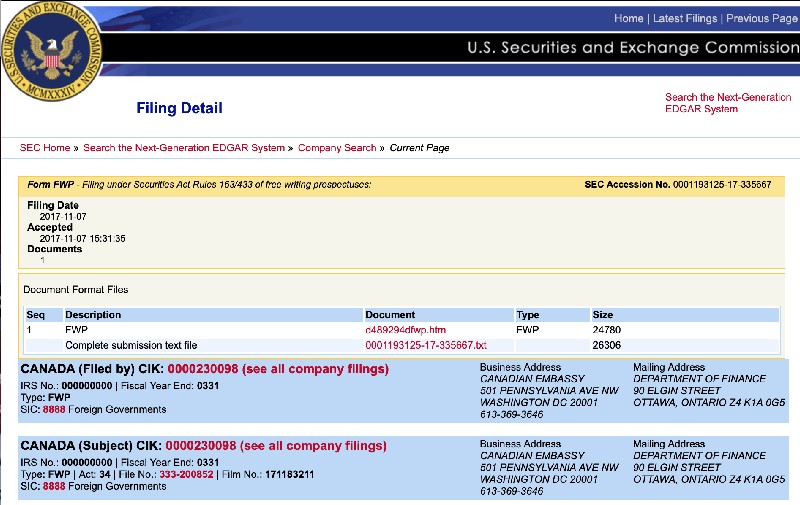 U.S. SECURITIES AND EXCHANGE COMMISSION
MCMXXXIV
Home | Latest Filings | Previous Page
U.S. Securities and Exchange Commission
Filing Detail
Search the Next-Generation
EDGAR System
SEC Home » Search the Next-Generation EDGAR System » Company Search » Current Page
Form FWP - Filing under Securities Act Rules 163/433 of free writing prospectuses: SEC Accession No. 0001193125-17-335667
Filing Date
2017-11-07
Accepted
2017-11-07 15:31:35
Documents
1
Document Format Files
Seq Description Document Type Size
1 FWP d489294dfwp.htm FWP 24780
Complete submission text file 0001193125-17-335667.txt 26306
CANADA (Filed by) CIK: 0000230098 (see all company filings)
IRS No.: 000000000 | Fiscal Year End: 0331
Type: FWP
SIC: 8888 Foreign Governments
Business Address
CANADIAN EMBASSY
501 PENNSYLVANIA AVE NW
WASHINGTON DC 20001
613-369-3646
Mailing Address
DEPARTMENT OF FINANCE
90 ELGIN STREET
OTTAWA, ONTARIO Z4 K1A 0G5
CANADA (Subject) CIK: 0000230098 (see all company filings)
IRS No.: 000000000 | Fiscal Year End: 0331
Type: FWP | Act: 34 | File No.: 333-200852 | Film No.: 171183211
SIC: 8888 Foreign Governments
Business Address
CANADIAN EMBASSY
501 PENNSYLVANIA AVE NW
WASHINGTON DC 20001
613-369-3646
Mailing Address
DEPARTMENT OF FINANCE
90 ELGIN STREET
OTTAWA, ONTARIO Z4 K1A 0G5